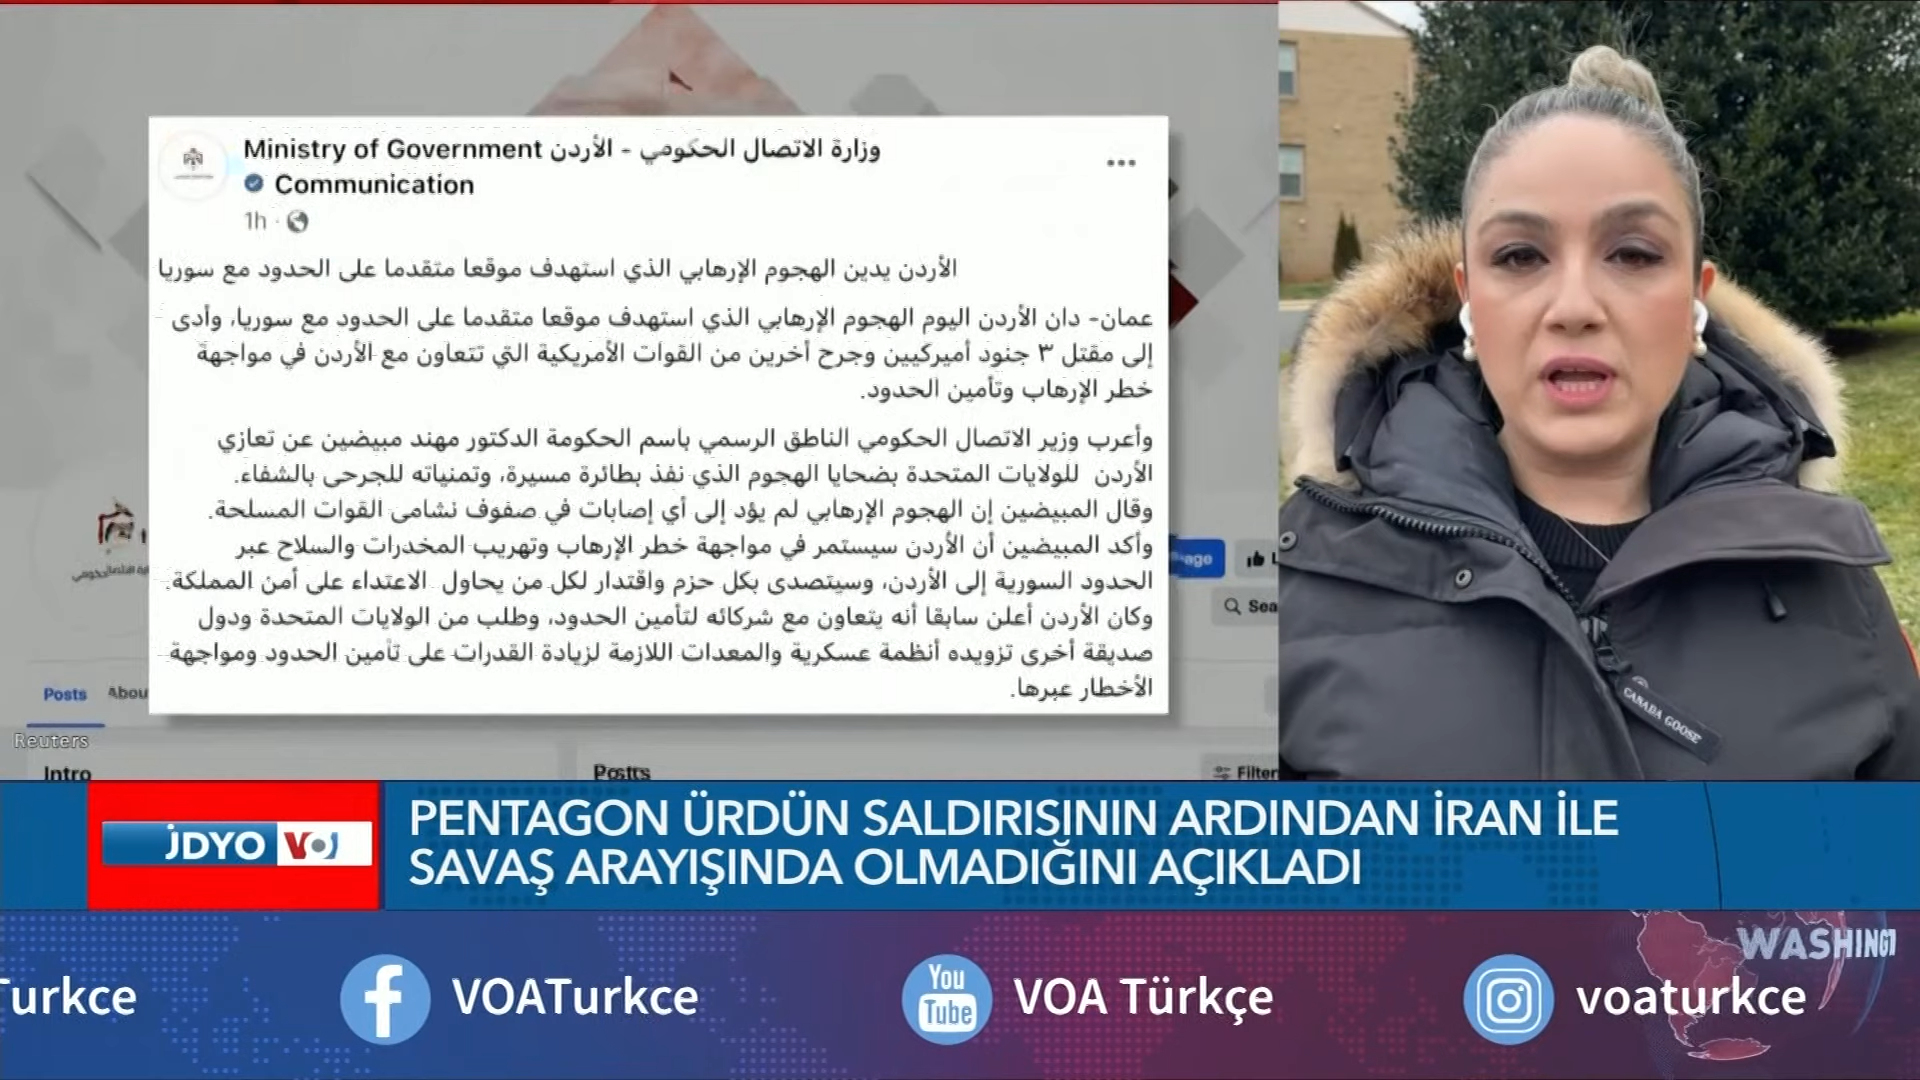 وزارة الاتصال الحكومي - الأردن Ministry of Government
Communication
1h
الأردن يدين الهجوم الإرهابي الذي استهدف موقعا متقدما على الحدود مع سوريا
عمان- دان الأردن اليوم الهجوم الإرهابي الذي استهدف موقعا متقدما على الحدود مع سوريا، وأدى
إلى مقتل ٣ جنود أميركيين وجرح أخرين من القوات الأمريكية التي تتعاون مع الأردن في مواجهة
خطر الإرهاب وتأمين الحدود.
وأعرب وزير الاتصال الحكومي الناطق الرسمي باسم الحكومة الدكتور مهند مبيضين عن تعازي
الأردن للولايات المتحدة بضحايا الهجوم الذي نفذ بطائرة مسيرة، وتمنياته للجرحى بالشفاء.
وقال المبيضين إن الهجوم الإرهابي لم يؤد إلى أي إصابات في صفوف نشامى القوات المسلحة.
وأكد المبيضين أن الأردن سيستمر في مواجهة خطر الإرهاب وتهريب المخدرات والسلاح عبر
الحدود السورية إلى الأردن، وسيتصدى بكل حزم واقتدار لكل من يحاول الاعتداء على أمن المملكة.
وكان الأردن أعلن سابقا أنه يتعاون مع شركائه لتأمين الحدود، وطلب من الولايات المتحدة ودول
صديقة أخرى تزويده أنظمة عسكرية والمعدات اللازمة لزيادة القدرات على تأمين الحدود ومواجهة
الأخطار عبرها.
Sea
Posts Abou
Reuters
Intro
Posts
Filter
CANADA GOOSE
VOA
PENTAGON ÜRDÜN SALDIRISININ ARDINDAN İRAN İLE
SAVAŞ ARAYIŞINDA OLMADIĞINI AÇIKLADI
WASHINGT
Turkce
VOATurkce
You Tube
VOA Türkçe
voaturkce